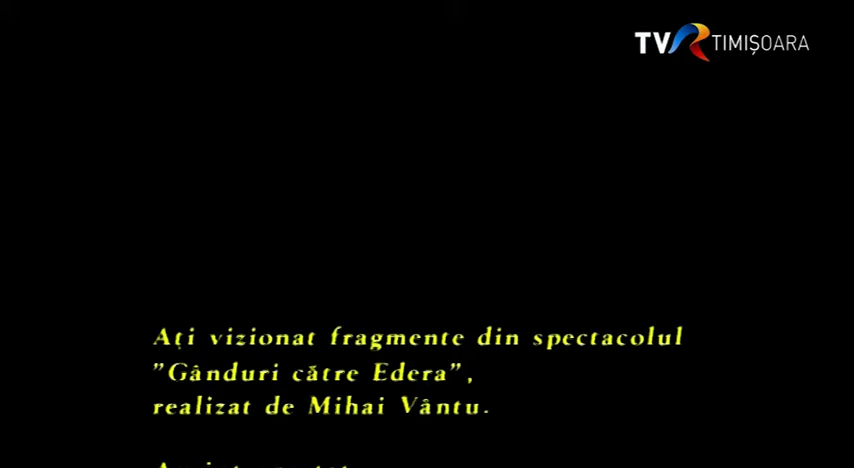 TVR TIMIȘOARA
Ați vizionat fragmente din spectacolul
"Gânduri către Edera",
realizat de Mihai Vântu.